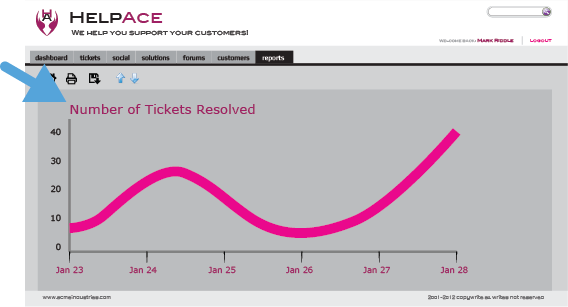 HelpAce
We help you support your customers!
welcome back: Mark Riddle | logout
dashboard tickets social solutions forums customers reports
Number of Tickets Resolved
40
30
20
10
0
Jan 23 Jan 24 Jan 25 Jan 26 Jan 27 Jan 28
www.acmeindustries.com 2001-2012 copywrite all writes not reserved